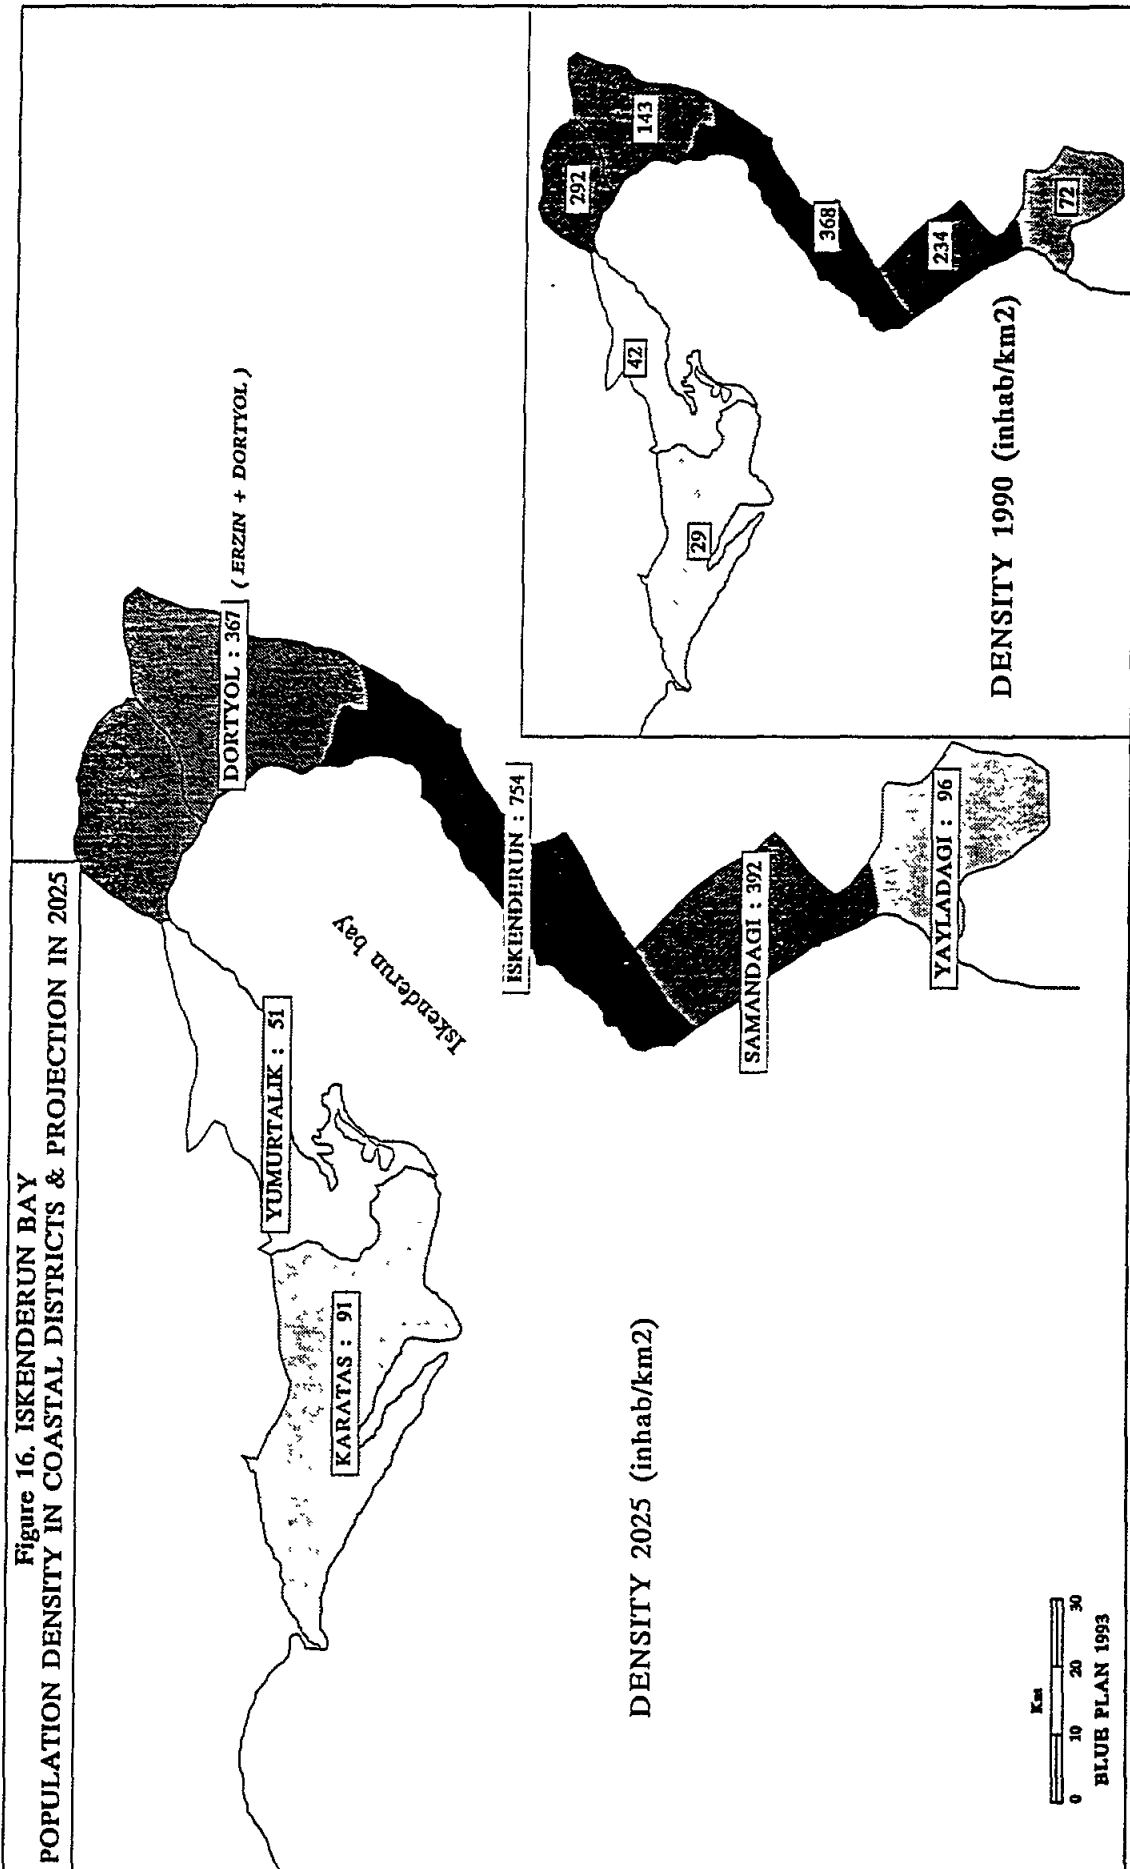 Figure 16. ISKENDERUN BAY
POPULATION DENSITY IN COASTAL DISTRICTS & PROJECTION IN 2025
DORTYOL : 367
( ERZIN + DORTYOL )
YUMURTALIK : 51
KARATAS : 91
Iskenderun bay
ISKENDERUN : 754
SAMANDAGI : 392
YAYLADAGI : 96
DENSITY 2025 (inhab/km2)
292
143
42
29
368
234
72
DENSITY 1990 (inhab/km2)
Km
0 10 20 30
BLUE PLAN 1993